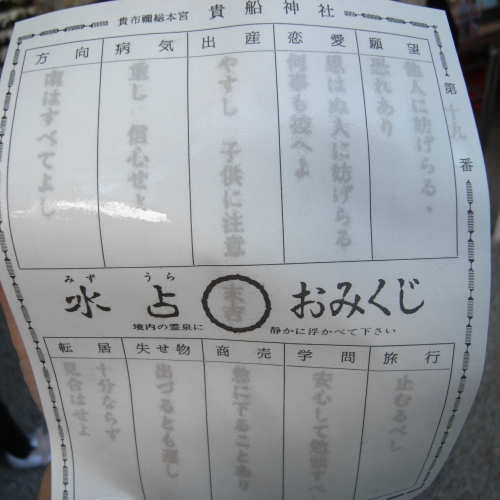 貴布禰総本宮 貴船神社
第十九番
願望
他人に妨げらる、
恐れあり
恋愛
思はぬ人に妨げらる
何事も控へよ
出産
やすし 子供に注意
病気
重し 信心せよ
方向
南はすべてよし
みず うら
水占 おみくじ
末吉
境内の霊泉に
静かに浮かべて下さい
旅行
止むるべし
学問
安心して勉強すべ
商売
急に下ることあり
失せ物
出づるとも遅し
転居
十分ならず
見合はせよ